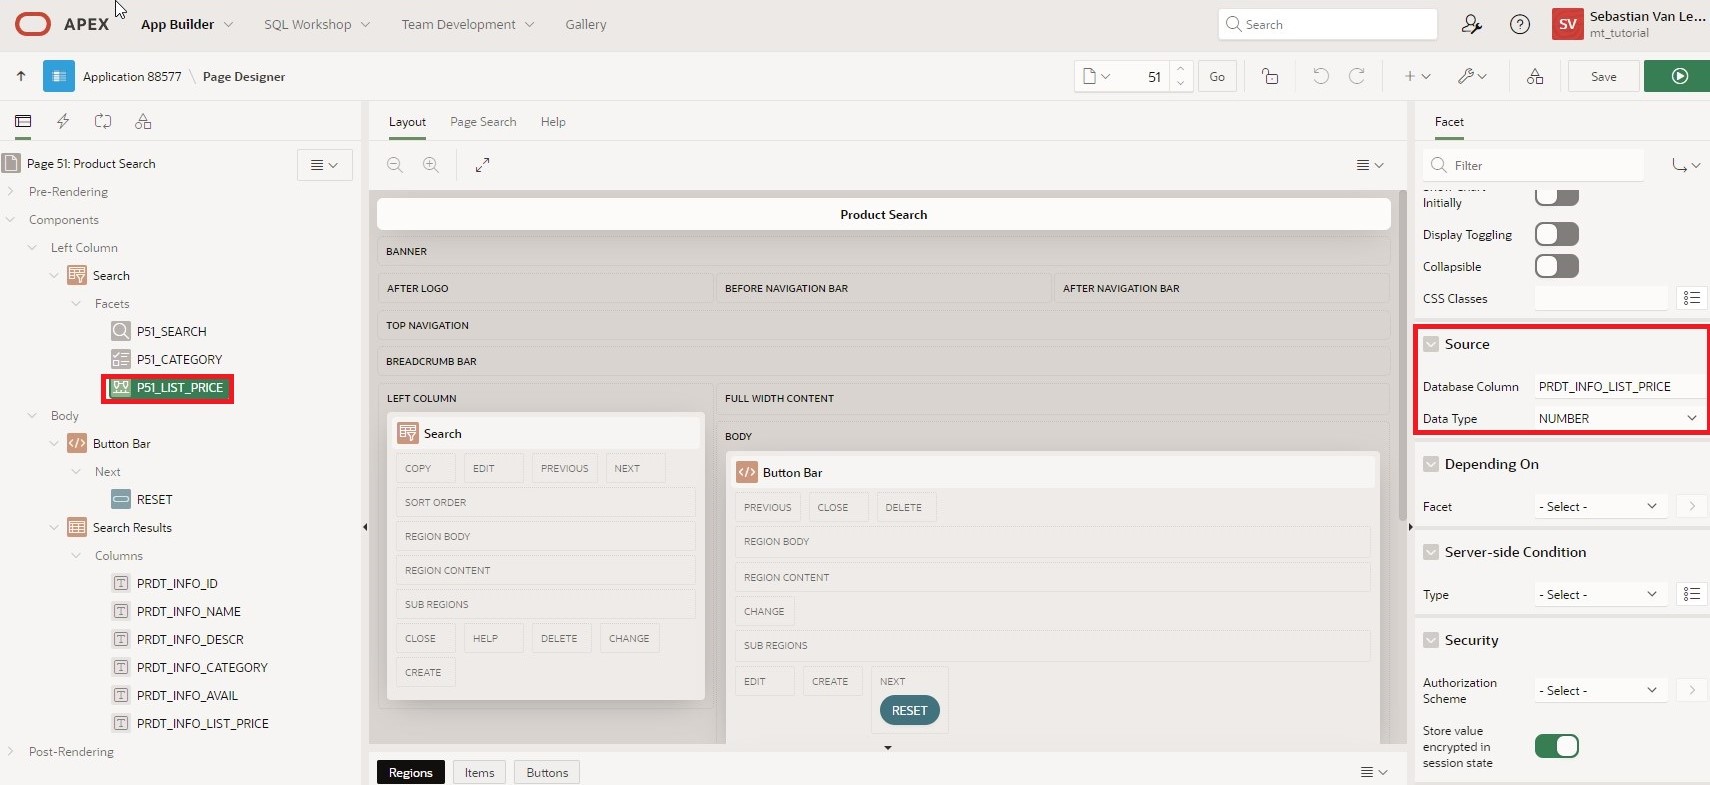 APEX App Builder SQL Workshop Team Development Gallery Search SV Sebastian Van Le...
mt_tutorial
Application 88577 \ Page Designer 51 Go Save
Layout Page Search Help Facet
Page 51: Product Search
Filter
Pre-Rendering
Components
Left Column
Search
Facets
P51_SEARCH
P51_CATEGORY
P51_LIST_PRICE
Body
Button Bar
Next
RESET
Search Results
Columns
PRDT_INFO_ID
PRDT_INFO_NAME
PRDT_INFO_DESCR
PRDT_INFO_CATEGORY
PRDT_INFO_AVAIL
PRDT_INFO_LIST_PRICE
Post-Rendering
Product Search
BANNER
AFTER LOGO BEFORE NAVIGATION BAR AFTER NAVIGATION BAR
TOP NAVIGATION
BREADCRUMB BAR
LEFT COLUMN
Search
COPY EDIT PREVIOUS NEXT
SORT ORDER
REGION BODY
REGION CONTENT
SUB REGIONS
CLOSE HELP DELETE CHANGE
CREATE
FULL WIDTH CONTENT
BODY
Button Bar
PREVIOUS CLOSE DELETE
REGION BODY
REGION CONTENT
CHANGE
SUB REGIONS
EDIT CREATE NEXT
RESET
Regions Items Buttons
Initially
Display Toggling
Collapsible
CSS Classes
Source
Database Column PRDT_INFO_LIST_PRICE
Data Type NUMBER
Depending On
Facet - Select -
Server-side Condition
Type - Select -
Security
Authorization
Scheme - Select -
Store value
encrypted in
session state